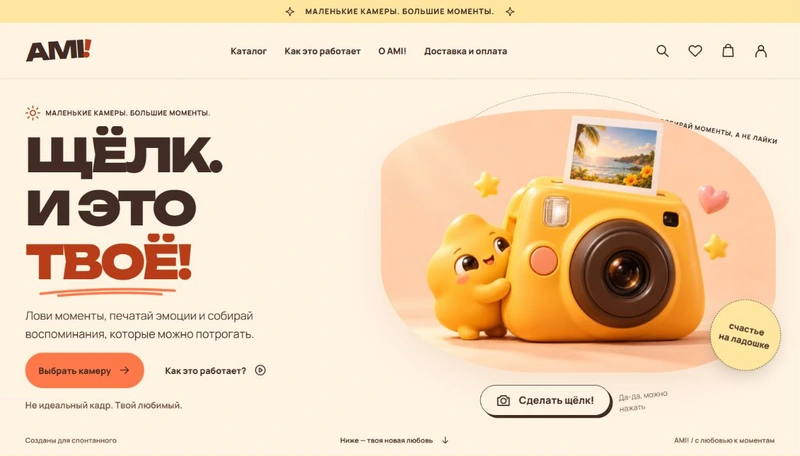 МАЛЕНЬКИЕ КАМЕРЫ. БОЛЬШИЕ МОМЕНТЫ.
AMI!
Каталог
Как это работает
О AMI!
Доставка и оплата
МАЛЕНЬКИЕ КАМЕРЫ. БОЛЬШИЕ МОМЕНТЫ.
ЩЁЛК.
И ЭТО
ТВОЁ!
Лови моменты, печатай эмоции и собирай
воспоминания, которые можно потрогать.
Выбрать камеру
Как это работает?
Не идеальный кадр. Твой любимый.
МОМЕНТЫ, А НЕ ЛАЙКИ
счастье
на ладошке
Сделать щёлк!
Да-да, можно
нажать
Созданы для спонтанного
Ниже — твоя новая любовь
AMI! / с любовью к моментам